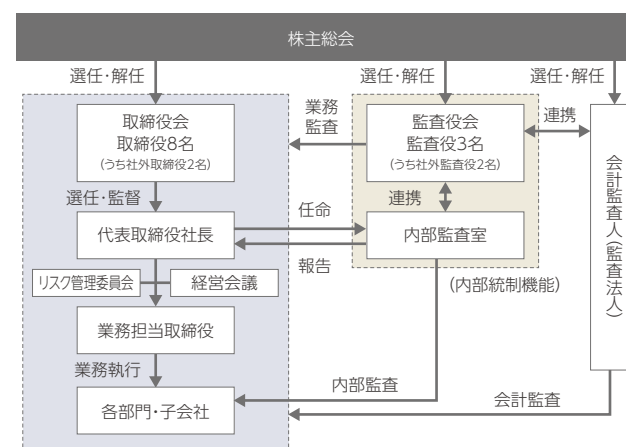 株主総会
選任・解任
選任・解任
選任・解任
取締役会
取締役8名
(うち社外取締役2名)
業務
監査
監査役会
監査役3名
(うち社外監査役2名)
連携
会計監査人(監査法人)
選任・監督
連携
代表取締役社長
任命
報告
内部監査室
リスク管理委員会
経営会議
(内部統制機能)
業務担当取締役
業務執行
内部監査
会計監査
各部門・子会社